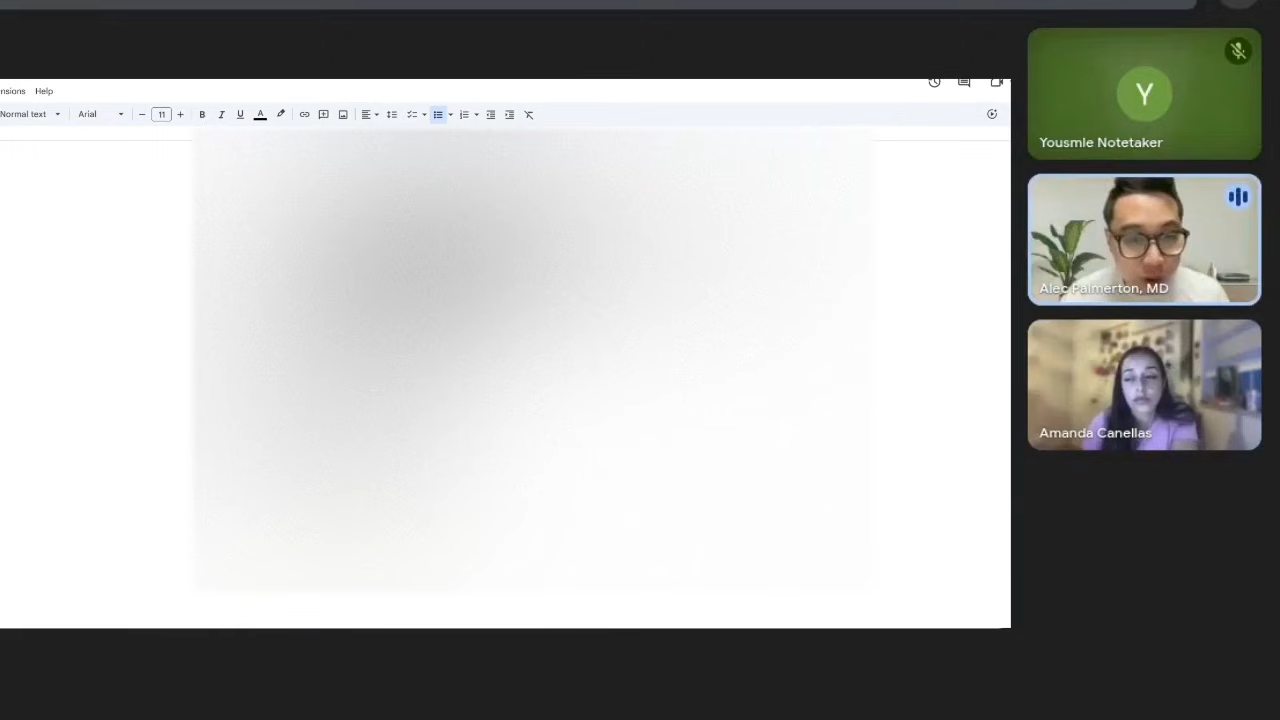 nsions Help
Normal text Arial − 11 + B I U A
Y
Yousmle Notetaker
Alec Palmerton, MD
Amanda Canellas